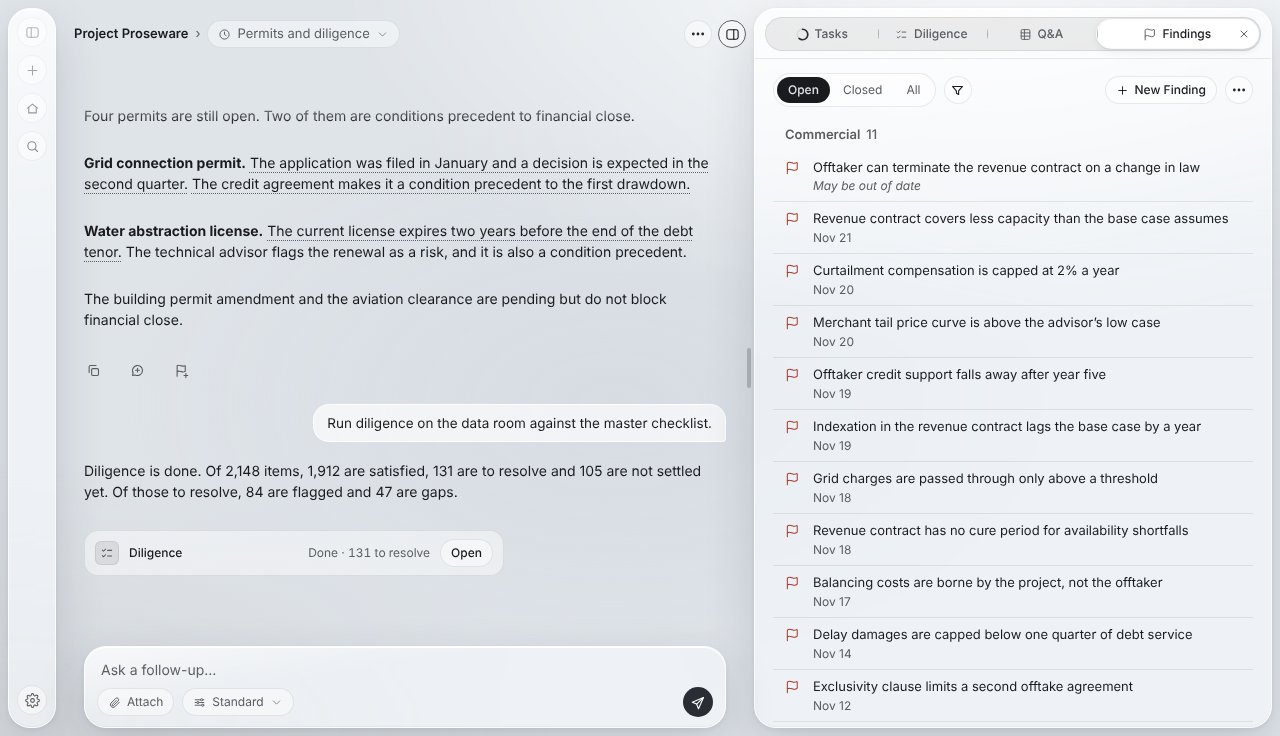 Project Proseware
Permits and diligence
Four permits are still open. Two of them are conditions precedent to financial close.
Grid connection permit. The application was filed in January and a decision is expected in the
second quarter. The credit agreement makes it a condition precedent to the first drawdown.
Water abstraction license. The current license expires two years before the end of the debt
tenor. The technical advisor flags the renewal as a risk, and it is also a condition precedent.
The building permit amendment and the aviation clearance are pending but do not block
financial close.
Run diligence on the data room against the master checklist.
Diligence is done. Of 2,148 items, 1,912 are satisfied, 131 are to resolve and 105 are not settled
yet. Of those to resolve, 84 are flagged and 47 are gaps.
Diligence
Done · 131 to resolve
Open
Ask a follow-up...
Attach
Standard
Tasks
Diligence
Q&A
Findings
Open
Closed
All
New Finding
Commercial 11
Offtaker can terminate the revenue contract on a change in law
May be out of date
Revenue contract covers less capacity than the base case assumes
Nov 21
Curtailment compensation is capped at 2% a year
Nov 20
Merchant tail price curve is above the advisor’s low case
Nov 20
Offtaker credit support falls away after year five
Nov 19
Indexation in the revenue contract lags the base case by a year
Nov 19
Grid charges are passed through only above a threshold
Nov 18
Revenue contract has no cure period for availability shortfalls
Nov 18
Balancing costs are borne by the project, not the offtaker
Nov 17
Delay damages are capped below one quarter of debt service
Nov 14
Exclusivity clause limits a second offtake agreement
Nov 12